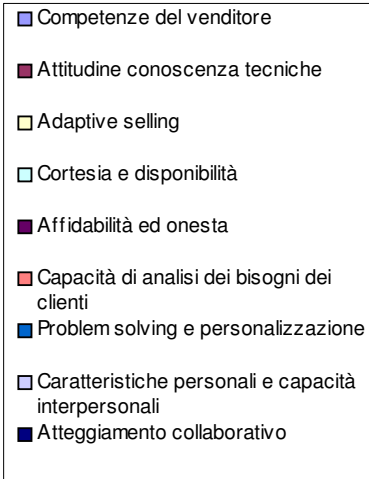 Competenze del venditore
Attitudine conoscenza tecniche
Adaptive selling
Cortesia e disponibilità
Affidabilità ed onesta
Capacità di analisi dei bisogni dei
clienti
Problem solving e personalizzazione
Caratteristiche personali e capacità
interpersonali
Atteggiamento collaborativo